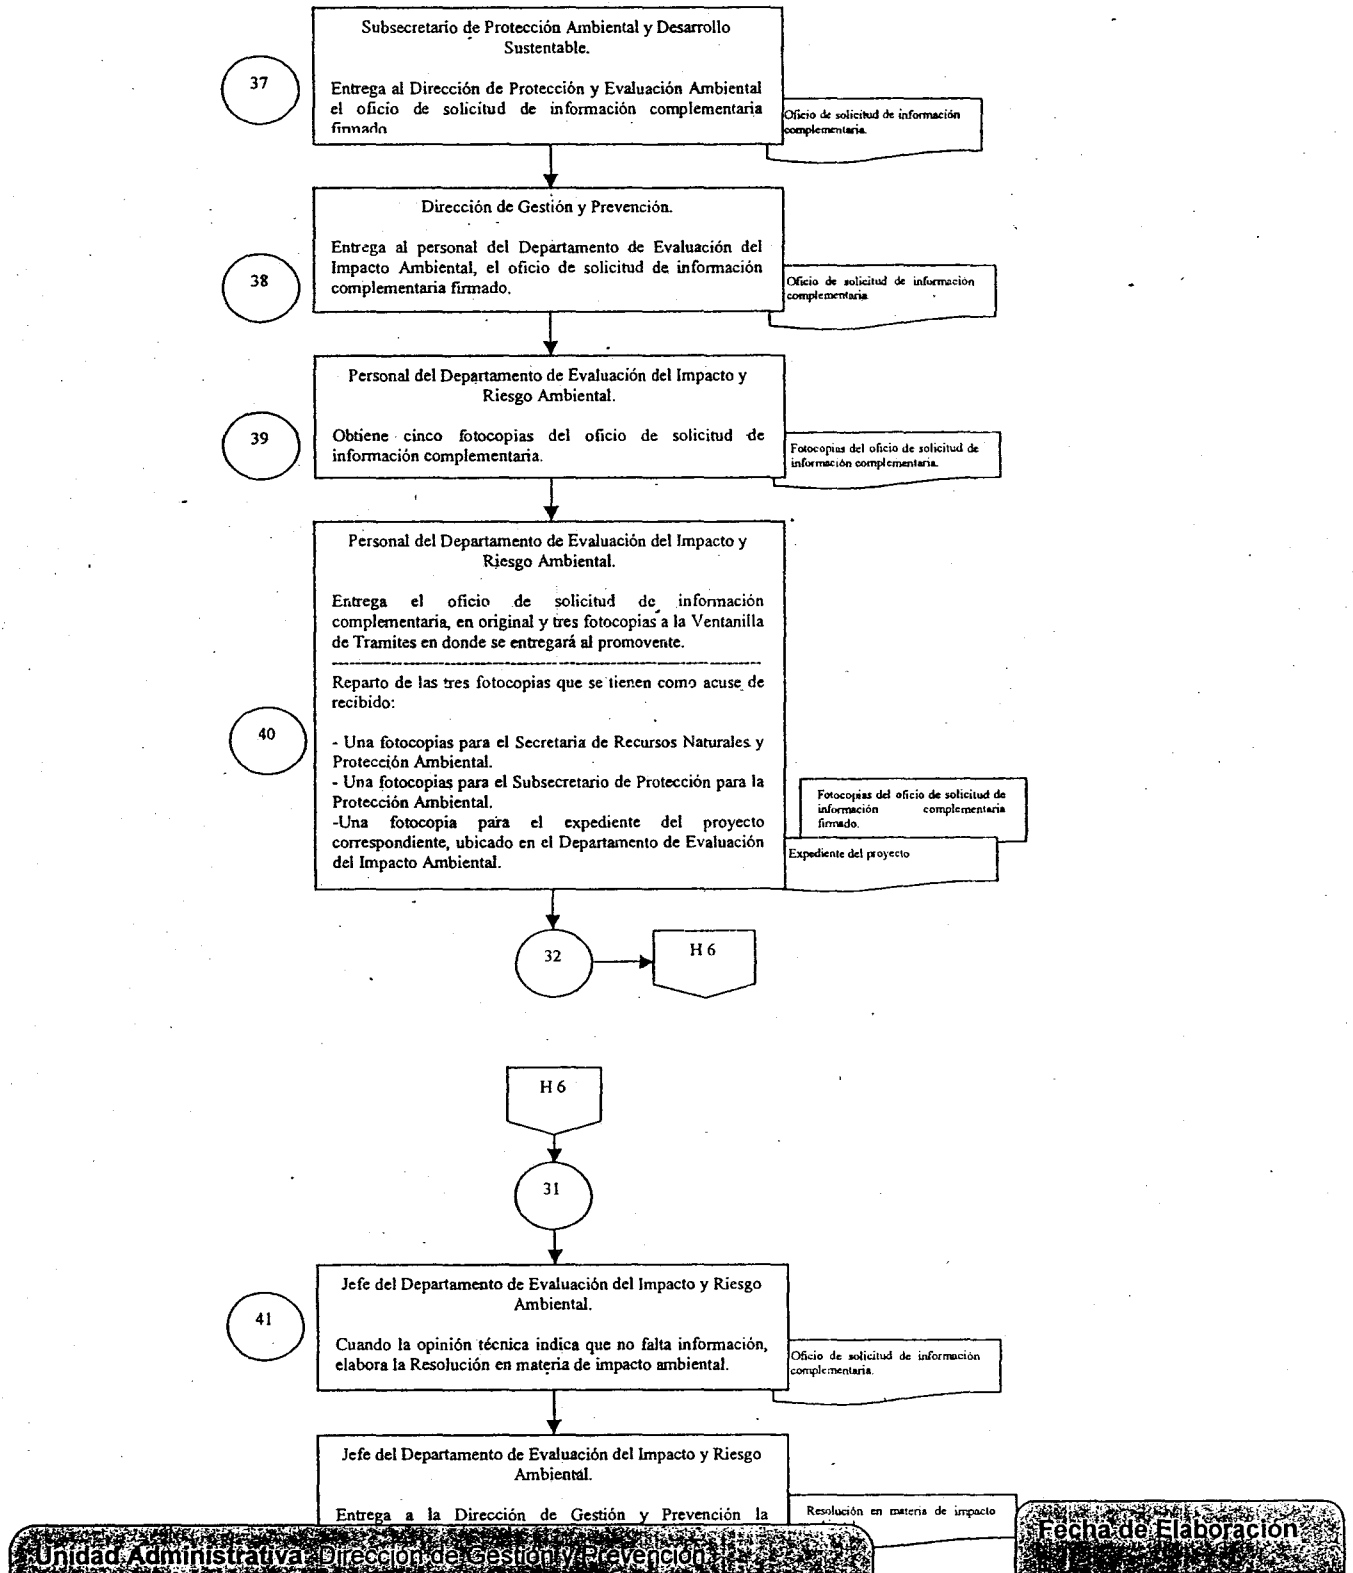 Subsecretario de Protección Ambiental y Desarrollo
Sustentable.
37
Entrega al Dirección de Protección y Evaluación Ambiental
el oficio de solicitud de información complementaria
firmado
Oficio de solicitud de información
complementaria.
Dirección de Gestión y Prevención.
38
Entrega al personal del Departamento de Evaluación del
Impacto Ambiental, el oficio de solicitud de información
complementaria firmado.
Oficio de solicitud de información
complementaria
Personal del Departamento de Evaluación del Impacto y
Riesgo Ambiental.
39
Obtiene cinco fotocopias del oficio de solicitud de
información complementaria.
Fotocopias del oficio de solicitud de
información complementaria.
Personal del Departamento de Evaluación del Impacto y
Riesgo Ambiental.
Entrega el oficio de solicitud de información
complementaria, en original y tres fotocopias a la Ventanilla
de Tramites en donde se entregará al promovente.
Reparto de las tres fotocopias que se tienen como acuse de
recibido:
40
- Una fotocopias para el Secretaria de Recursos Naturales y
Protección Ambiental.
- Una fotocopias para el Subsecretario de Protección para la
Protección Ambiental.
-Una fotocopia para el expediente del proyecto
correspondiente, ubicado en el Departamento de Evaluación
del Impacto Ambiental.
Fotocopias del oficio de solicitud de
información complementaria
firmado.
Expediente del proyecto
32
H 6
H 6
31
Jefe del Departamento de Evaluación del Impacto y Riesgo
Ambiental.
41
Cuando la opinión técnica indica que no falta información,
elabora la Resolución en materia de impacto ambiental.
Oficio de solicitud de información
complementaria.
Jefe del Departamento de Evaluación del Impacto y Riesgo
Ambiental.
Entrega a la Dirección de Gestión y Prevención la
Resolución en materia de impacto
Unidad Administrativa: Dirección de Gestión y Prevención
Fecha de Elaboración